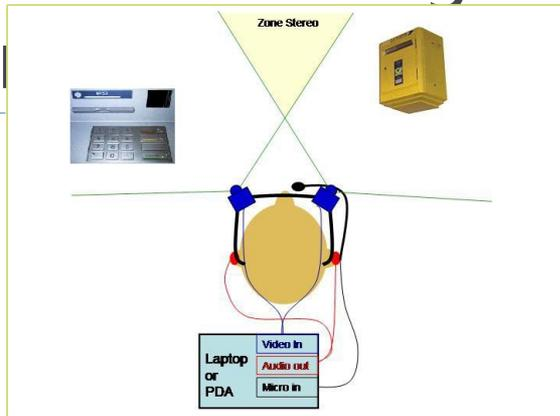 Zone Stereo
Video In
Laptop
or
PDA
Audio out
Micro in